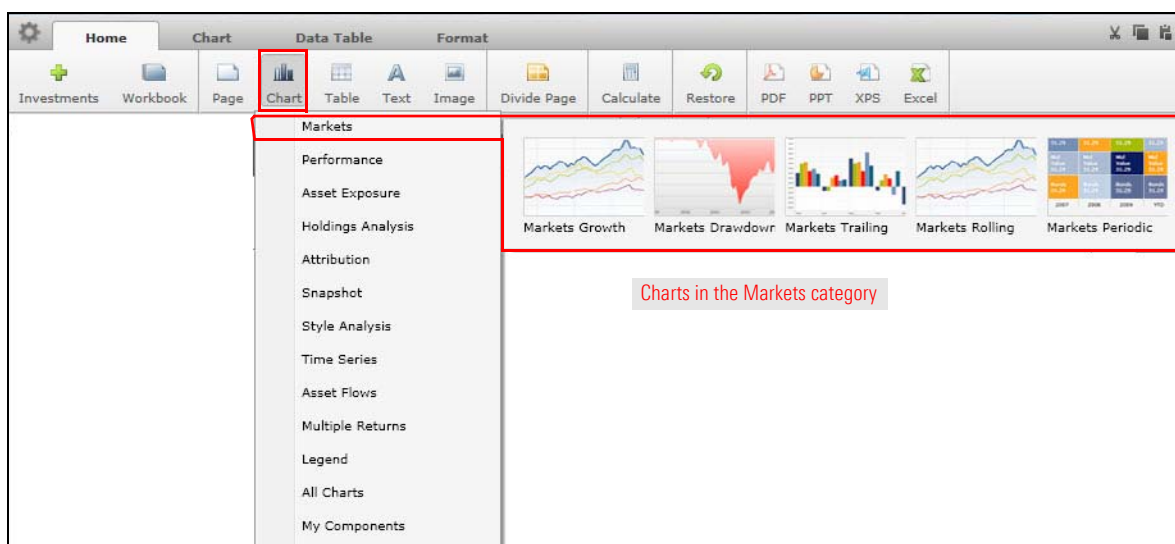 Home Chart Data Table Format
Investments Workbook Page Chart Table Text Image Divide Page Calculate Restore PDF PPT XPS Excel
Markets
Performance
Asset Exposure
Holdings Analysis
Attribution
Snapshot
Style Analysis
Time Series
Asset Flows
Multiple Returns
Legend
All Charts
My Components
Markets Growth Markets Drawdown Markets Trailing Markets Rolling Markets Periodic
Charts in the Markets category